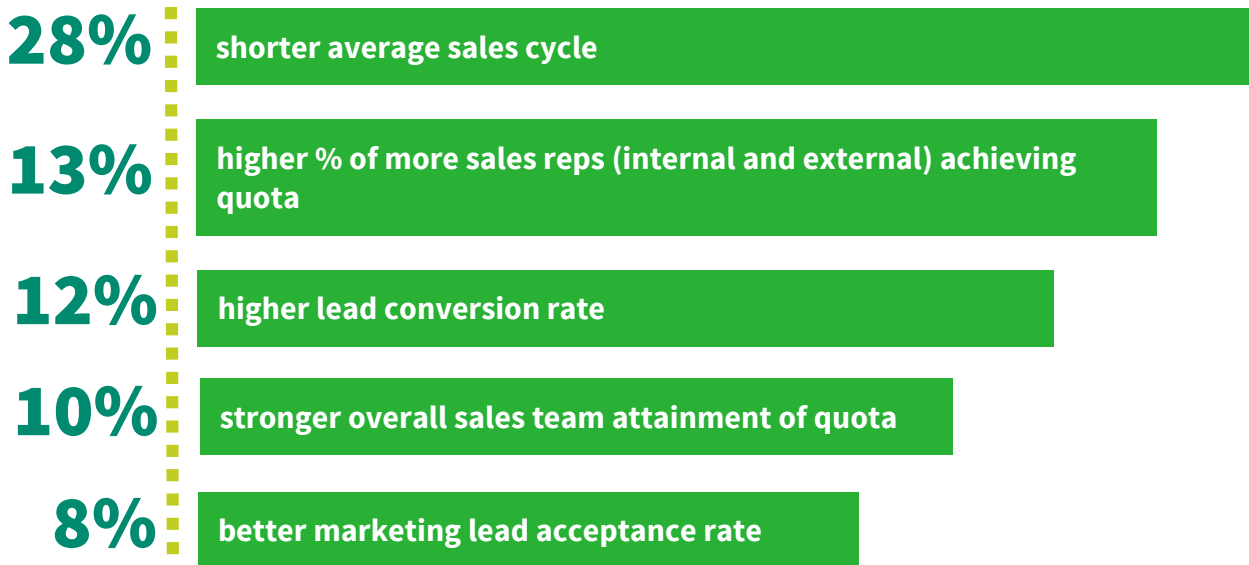 28%
shorter average sales cycle
13%
higher % of more sales reps (internal and external) achieving
quota
12%
higher lead conversion rate
10%
stronger overall sales team attainment of quota
8%
better marketing lead acceptance rate